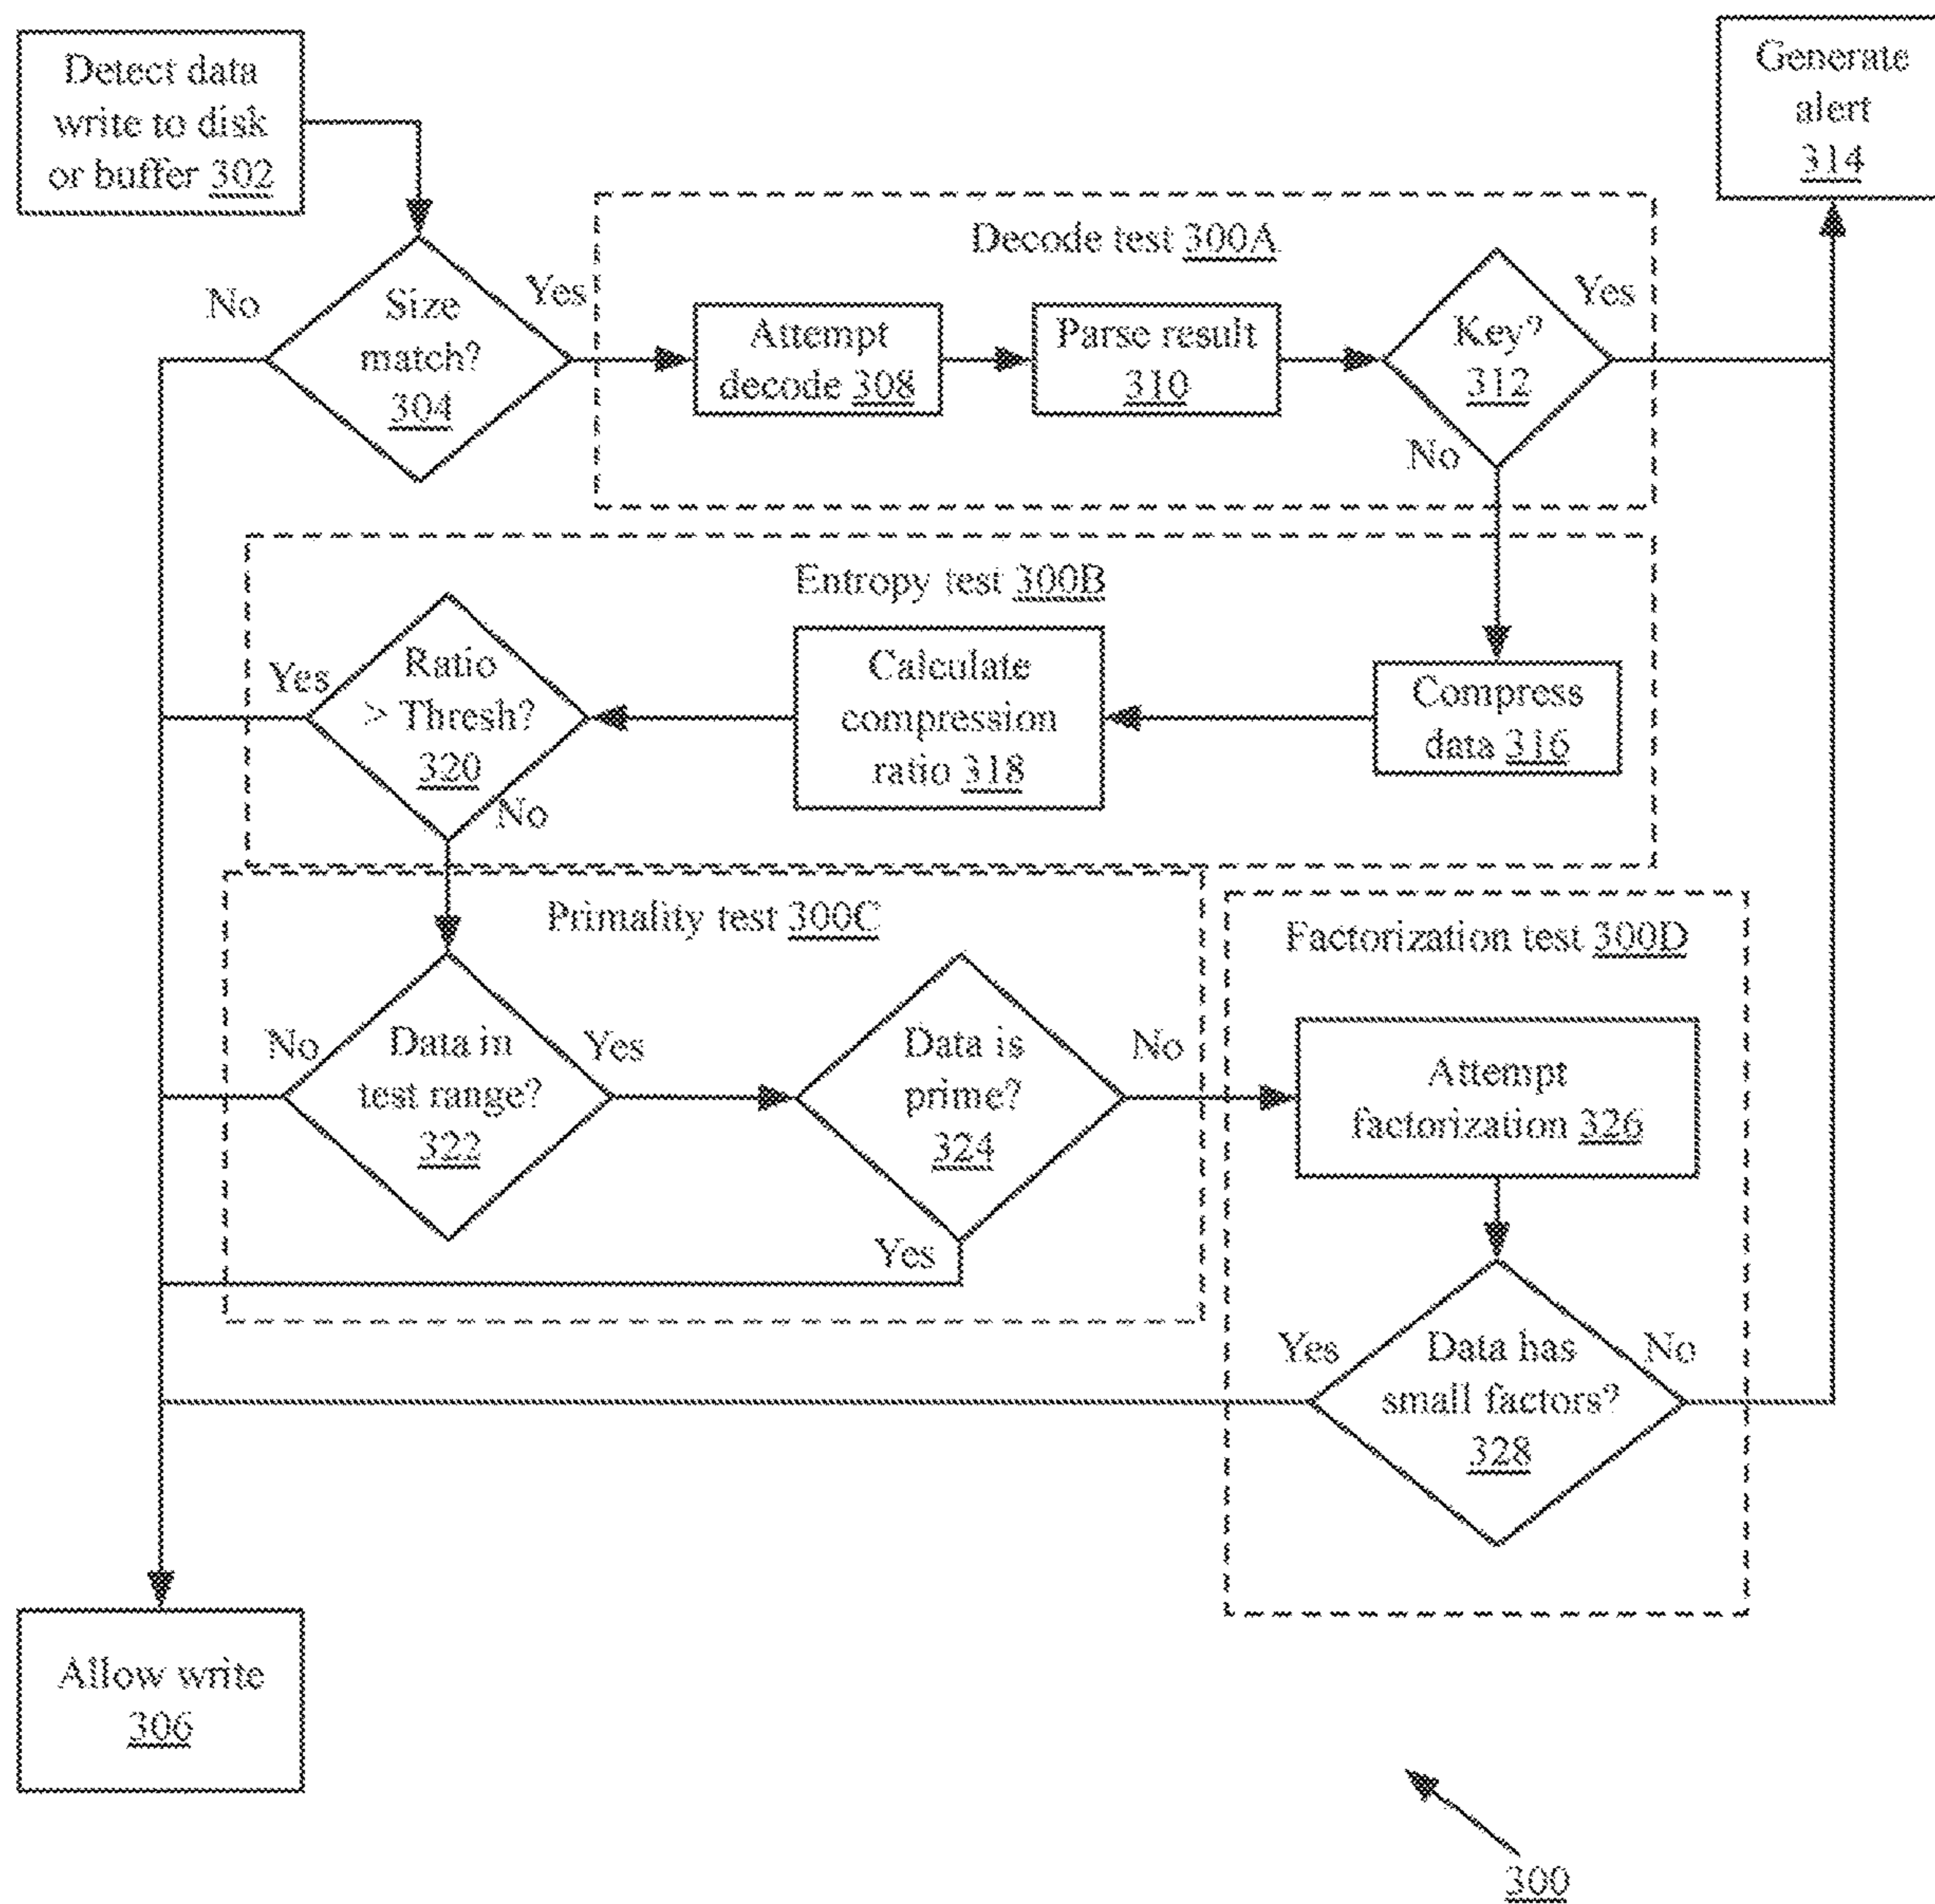 Detect data
write to disk
or buffer 302
Generate
alert
314
Decode test 300A
No
Size
match?
304
Yes
Attempt
decode 308
Parse result
310
Key?
312
Yes
No
Entropy test 300B
Yes
Ratio
> Thresh?
320
No
Calculate
compression
ratio 318
Compress
data 316
Primality test 300C
Factorization test 300D
No
Data in
test range?
322
Yes
Data is
prime?
324
No
Yes
Attempt
factorization 326
Yes
Data has
small factors?
328
No
Allow write
306
300